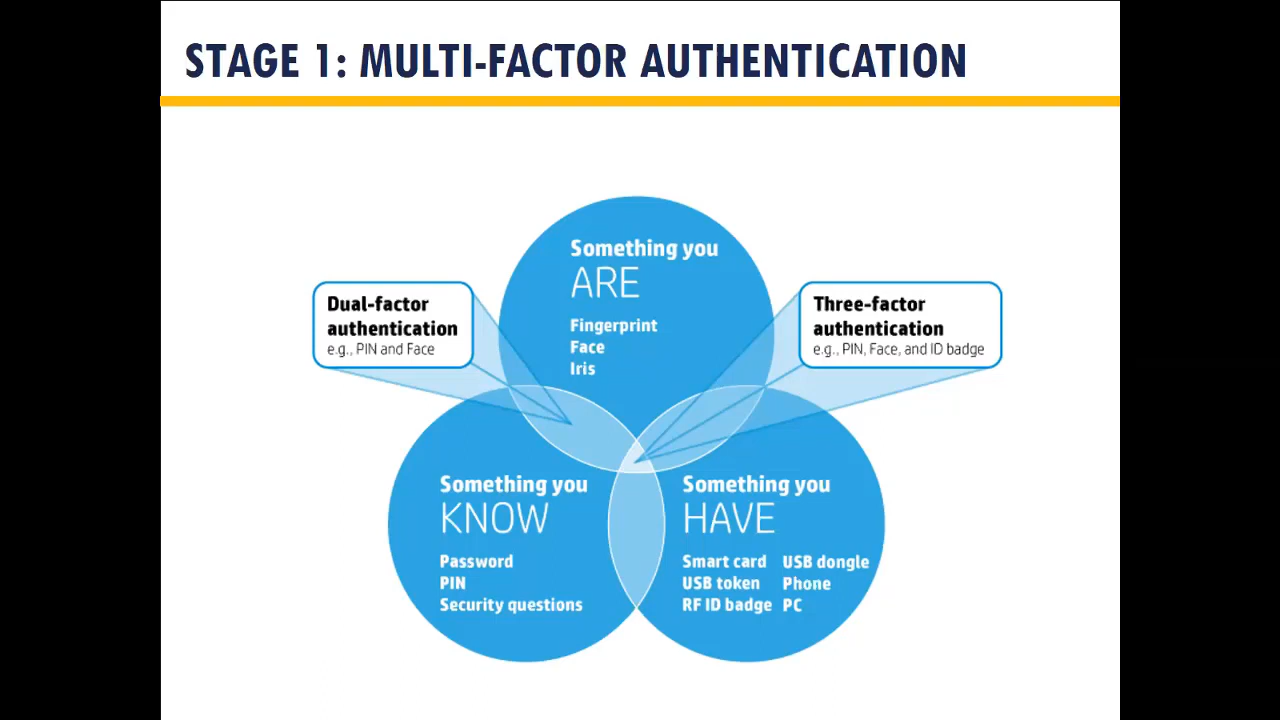 STAGE 1: MULTI-FACTOR AUTHENTICATION
Something you
ARE
Fingerprint
Face
Iris
Dual-factor
authentication
e.g., PIN and Face
Three-factor
authentication
e.g., PIN, Face, and ID badge
Something you
KNOW
Password
PIN
Security questions
Something you
HAVE
Smart card USB dongle
USB token Phone
RF ID badge PC